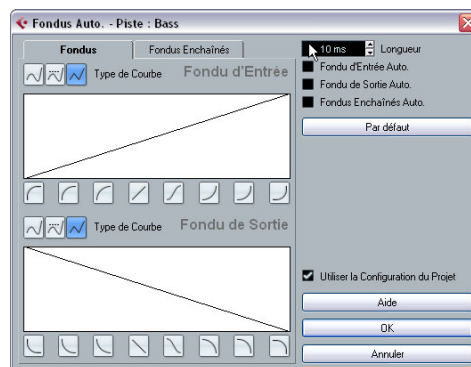 Fondus Auto. - Piste : Bass
Fondus
Fondus Enchaînés
Type de Courbe
Fondu d'Entrée
Type de Courbe
Fondu de Sortie
10 ms
Longueur
Fondu d'Entrée Auto.
Fondu de Sortie Auto.
Fondus Enchaînés Auto.
Par défaut
Utiliser la Configuration du Projet
Aide
OK
Annuler